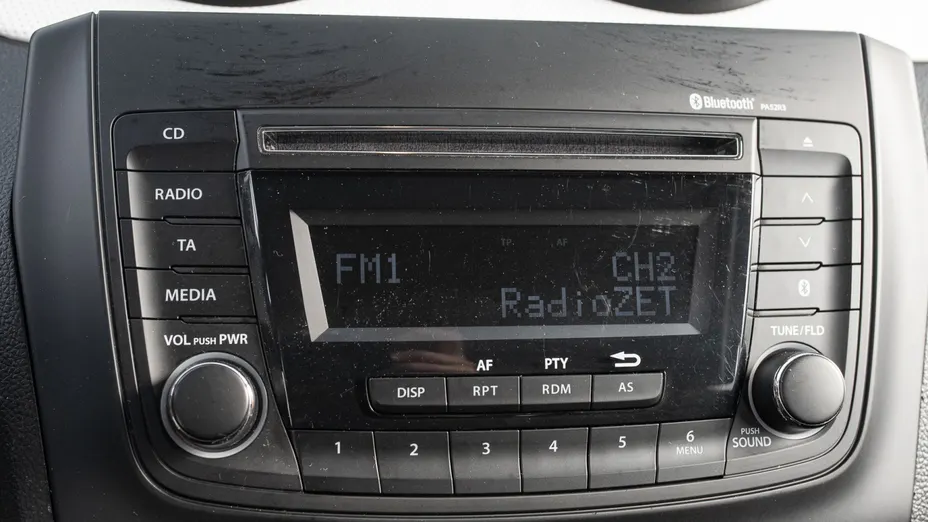 Bluetooth PA52R3
CD
RADIO
TA
MEDIA
VOL PUSH PWR
TP AF
FM1 CH2
RadioZET
TUNE/FLD
AF PTY
DISP RPT RDM AS
1 2 3 4 5 6 MENU
PUSH SOUND